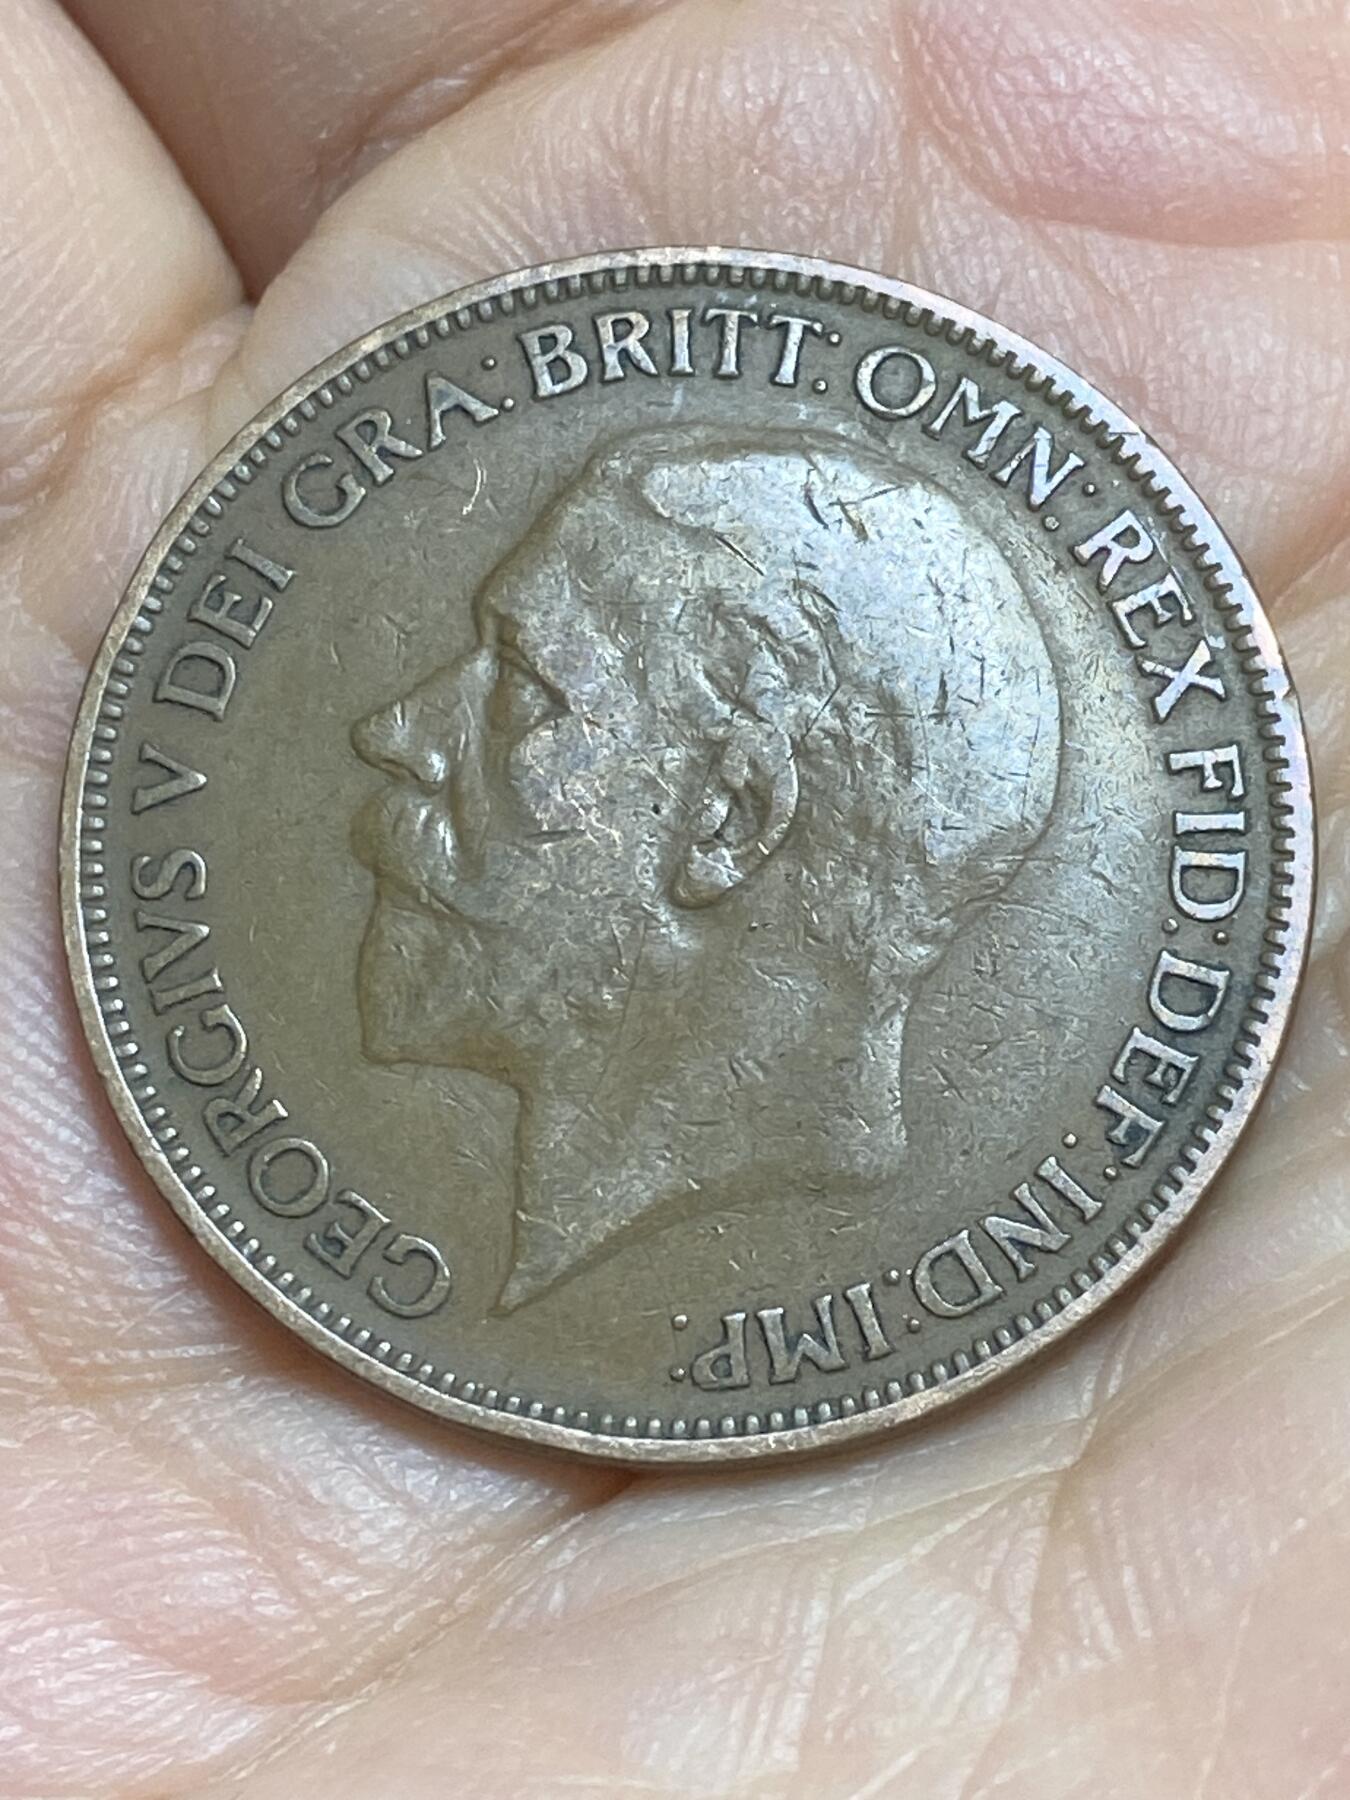 GEORGIVS V DEI GRA: BRITT: OMN: REX FID: DEF: IND: IMP: